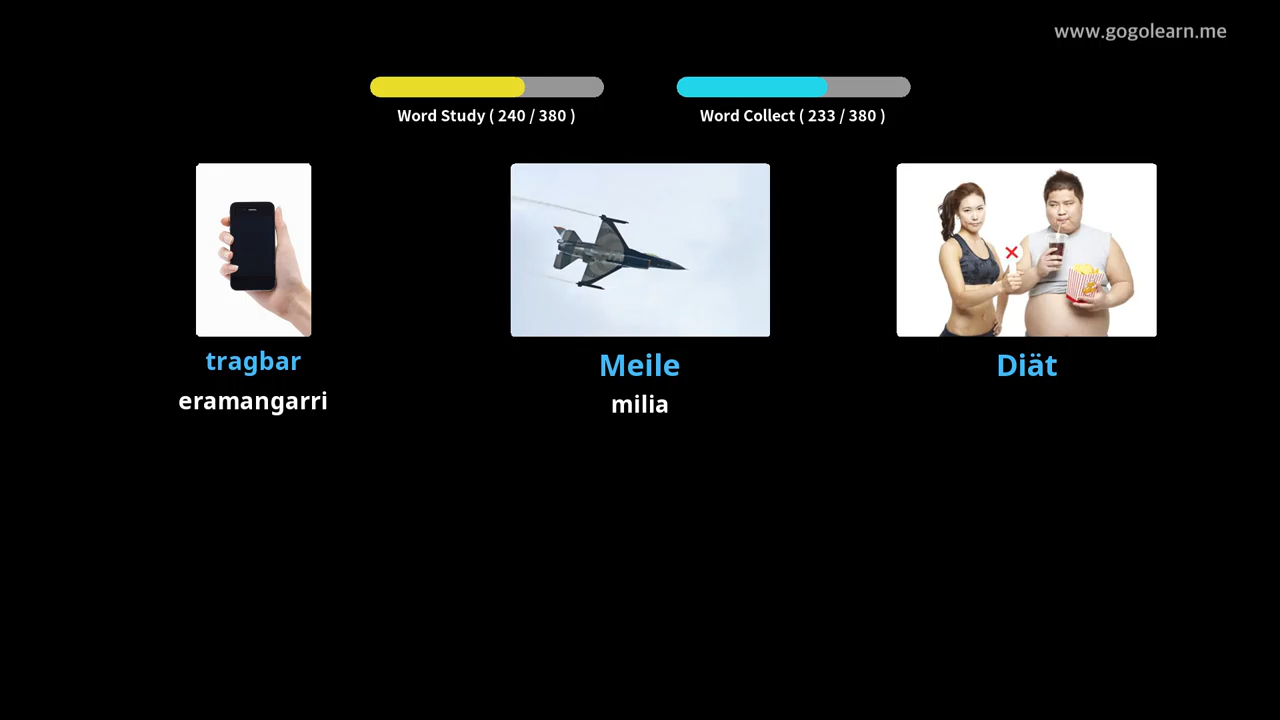 www.gogolearn.me
Word Study ( 240 / 380 )
Word Collect ( 233 / 380 )
tragbar
eramangarri
Meile
milia
Diät